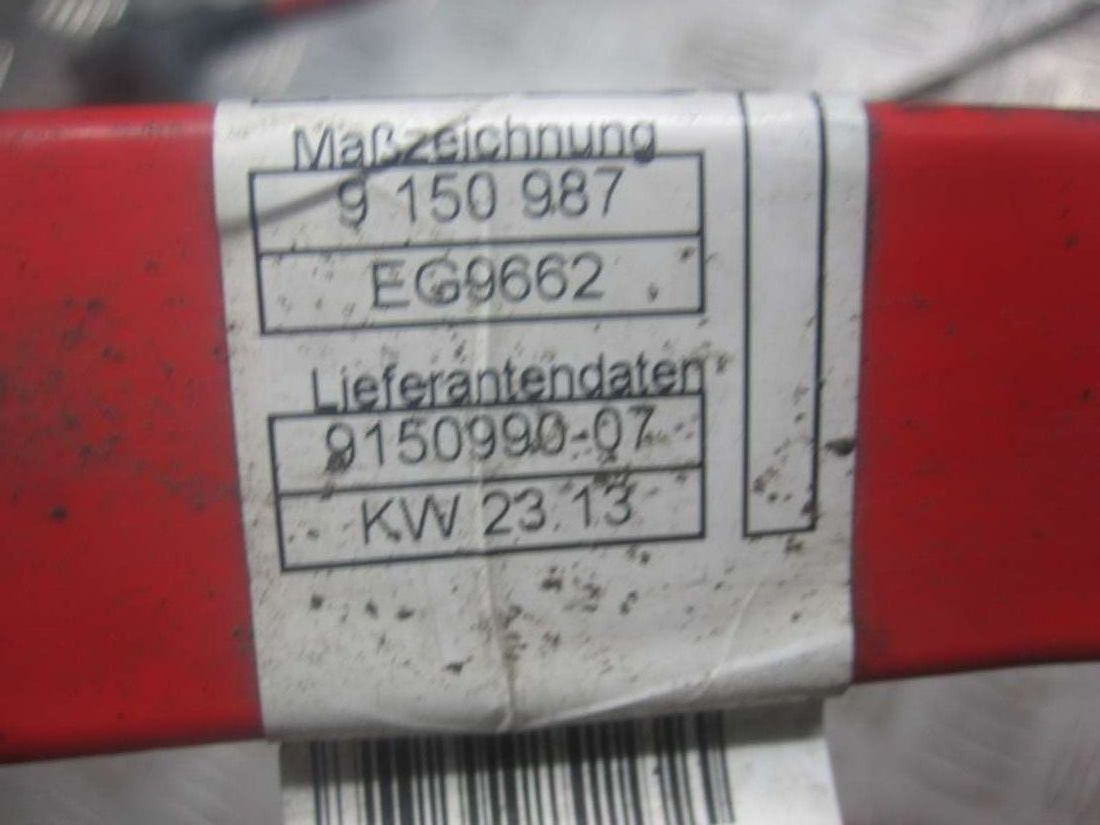 Maßzeichnung
9 150 987
EG9662
Lieferantendaten
9150990-07
KW 23.13